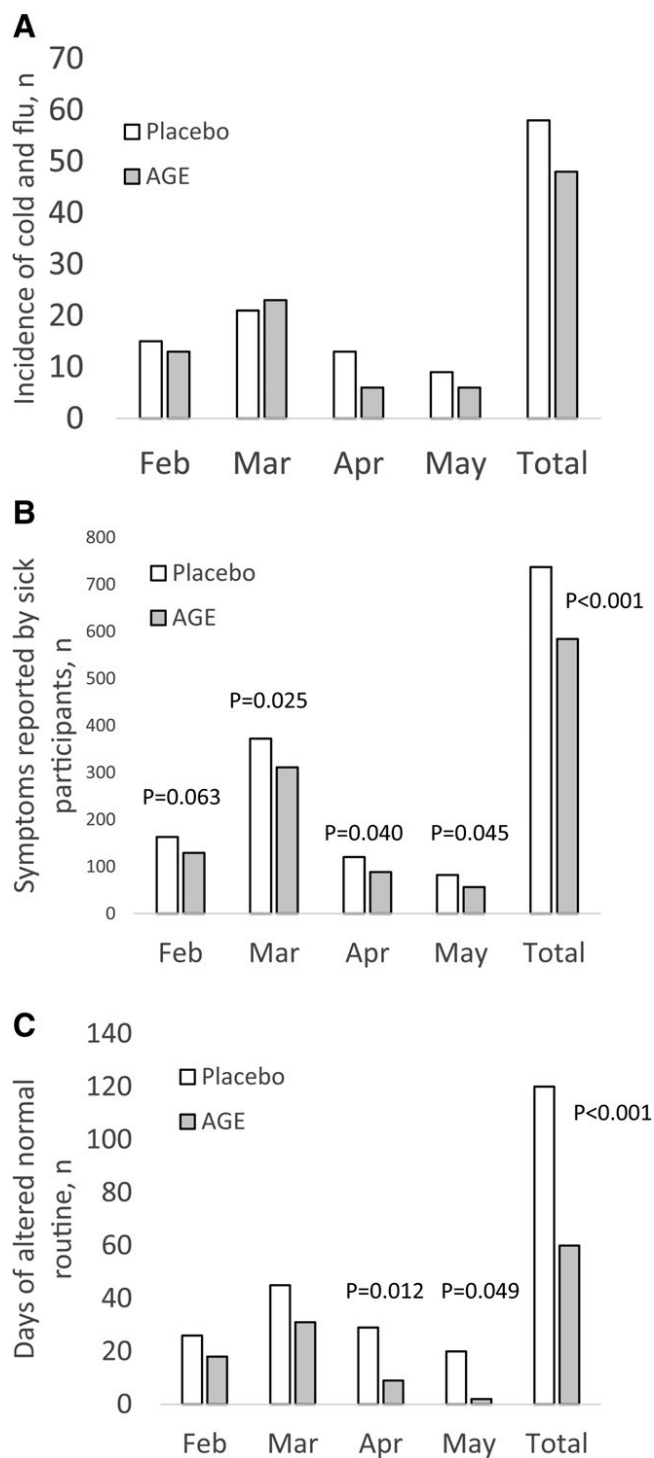 A
Incidence of cold and flu, n
70
60
50
40
30
20
10
0
Placebo
AGE
Feb Mar Apr May Total
B
Symptoms reported by sick
participants, n
800
700
600
500
400
300
200
100
0
Placebo
AGE
P<0.001
P=0.025
P=0.063
P=0.040
P=0.045
Feb Mar Apr May Total
C
Days of altered normal
routine, n
140
120
100
80
60
40
20
0
Placebo
AGE
P<0.001
P=0.012
P=0.049
Feb Mar Apr May Total